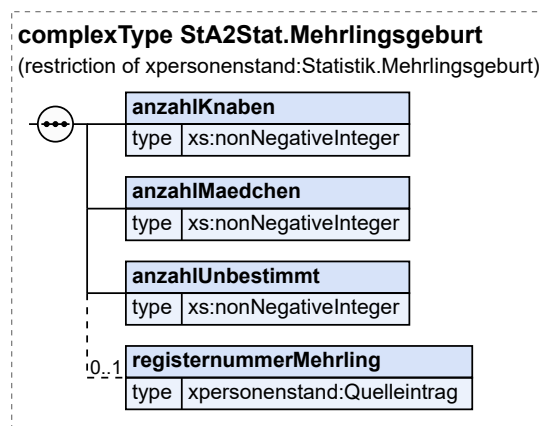 complexType StA2Stat.Mehrlingsgeburt
(restriction of xpersonenstand:Statistik.Mehrlingsgeburt)
anzahlKnaben
type xs:nonNegativeInteger
anzahlMaedchen
type xs:nonNegativeInteger
anzahlUnbestimmt
type xs:nonNegativeInteger
0..1
registernummerMehrling
type xpersonenstand:Quelleintrag